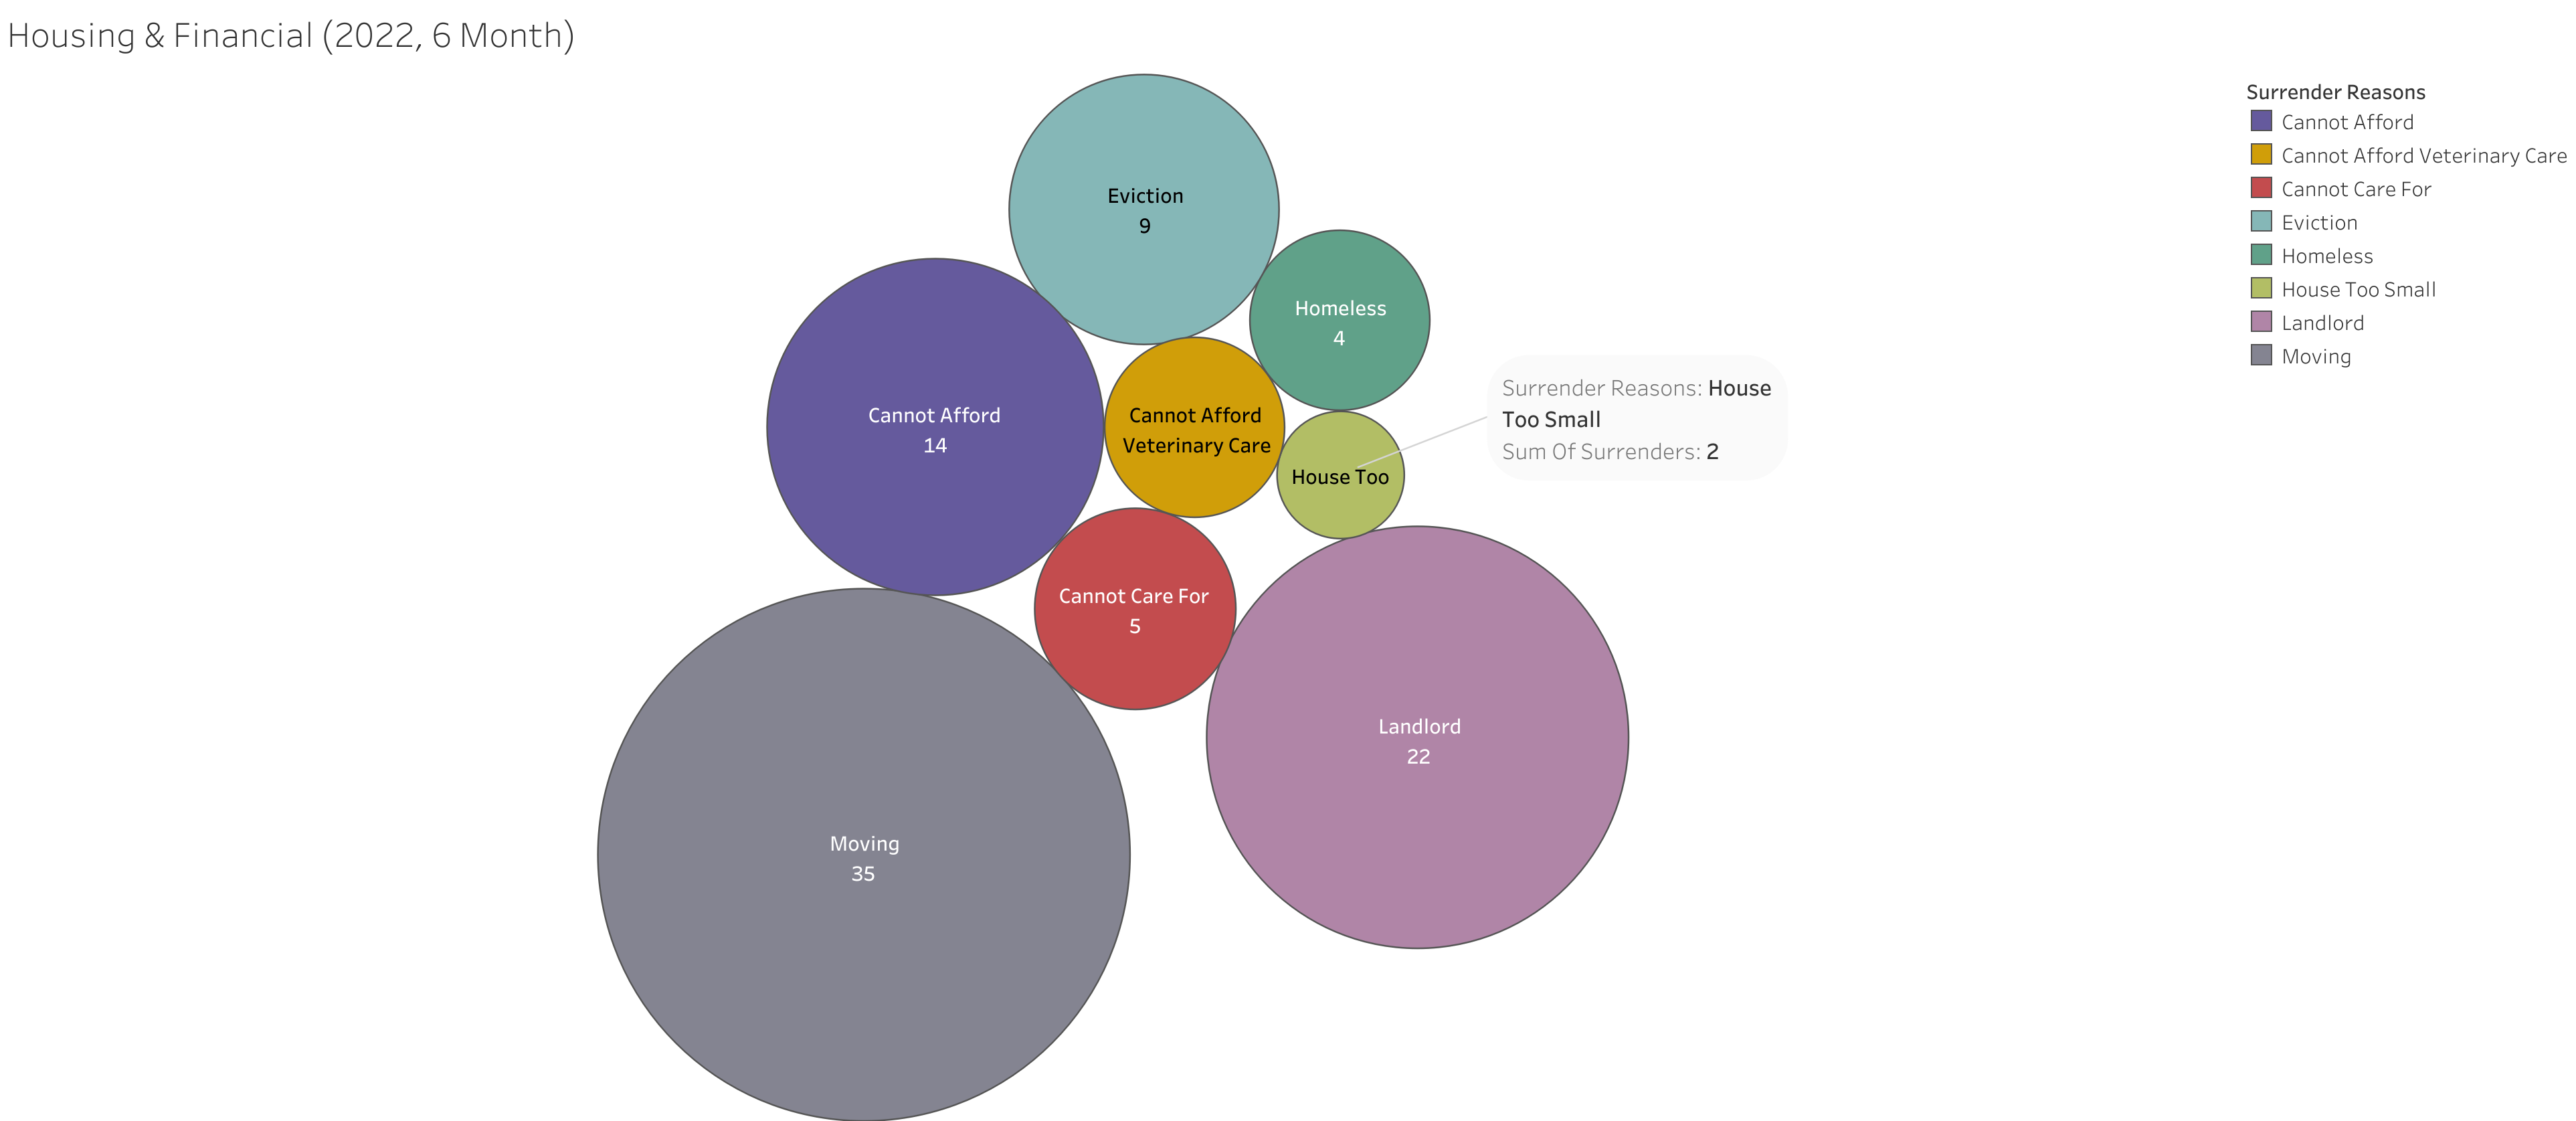 Housing & Financial (2022, 6 Month)
Eviction
9
Homeless
4
Cannot Afford
14
Cannot Afford
Veterinary Care
House Too
Surrender Reasons: House
Too Small
Sum Of Surrenders: 2
Cannot Care For
5
Landlord
22
Moving
35
Surrender Reasons
Cannot Afford
Cannot Afford Veterinary Care
Cannot Care For
Eviction
Homeless
House Too Small
Landlord
Moving